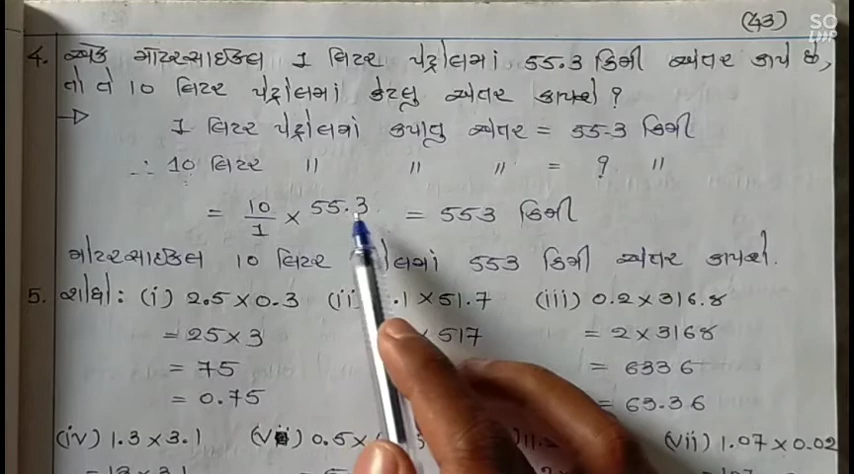 (43)
4. એક મોટરસાઈકલ 1 લિટર પેટ્રોલમાં 55.3 કિમી અંતર કાપે છે,
તો તે 10 લિટર પેટ્રોલમાં કેટલુ અંતર કાપશે ?
→ 1 લિટર પેટ્રોલમાં કપાતુ અંતર = 55.3 કિમી
∴ 10 લિટર " " " = ? "
= 10/1 × 55.3 = 553 કિમી
મોટરસાઇકલ 10 લિટર લમાં 553 કિમી અંતર કાપશે.
5. શોધો : (i) 2.5 × 0.3 (ii) .1 × 51.7 (iii) 0.2 × 316.8
= 25 × 3 × 517 = 2 × 3168
= 75 = 6336
= 0.75 = 63.36
(iv) 1.3 × 3.1 (v) 0.5 × (vii) 1.07 × 0.02
= 13 × 31